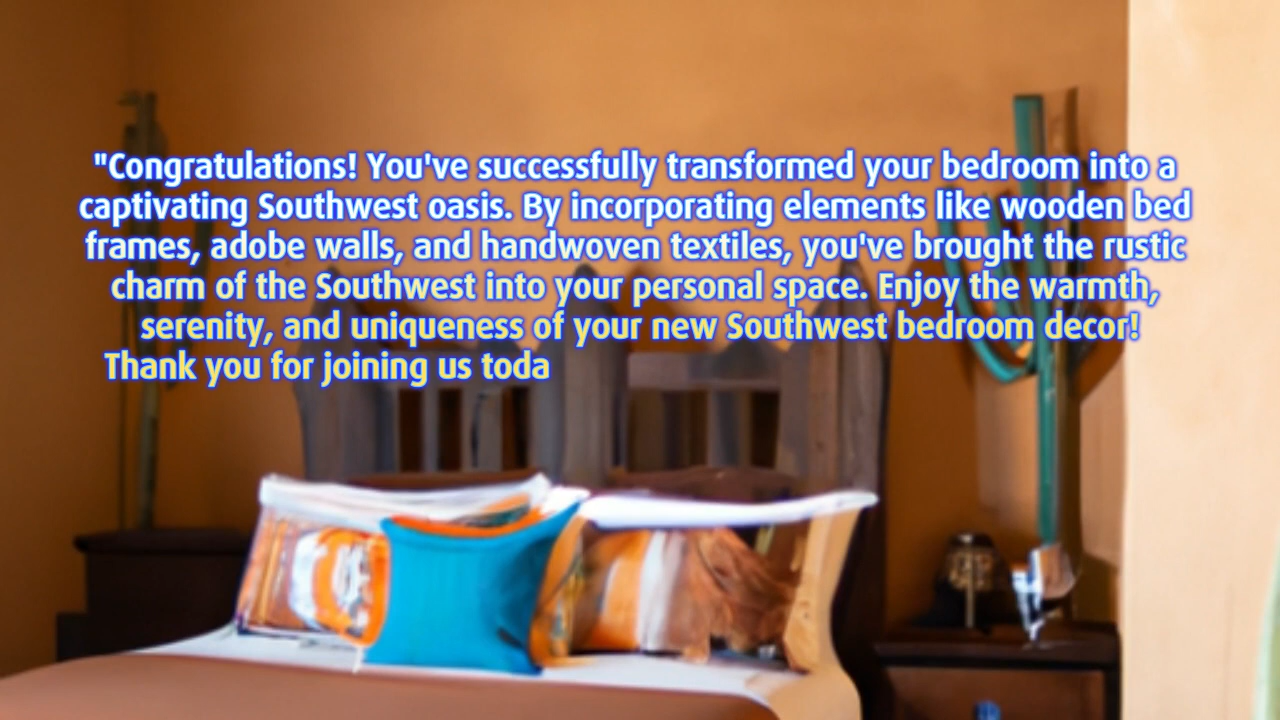 "Congratulations! You've successfully transformed your bedroom into a
captivating Southwest oasis. By incorporating elements like wooden bed
frames, adobe walls, and handwoven textiles, you've brought the rustic
charm of the Southwest into your personal space. Enjoy the warmth,
serenity, and uniqueness of your new Southwest bedroom decor!
Thank you for joining us toda